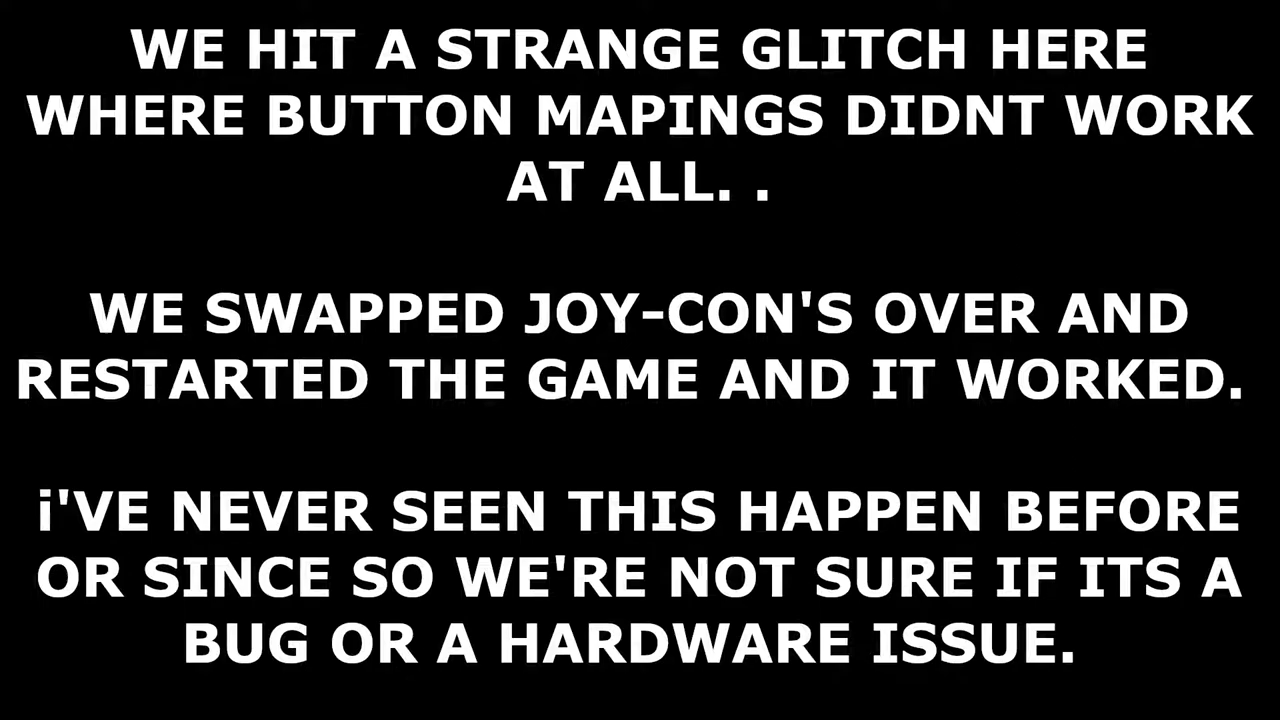 WE HIT A STRANGE GLITCH HERE
WHERE BUTTON MAPINGS DIDNT WORK
AT ALL. .
WE SWAPPED JOY-CON'S OVER AND
RESTARTED THE GAME AND IT WORKED.
i'VE NEVER SEEN THIS HAPPEN BEFORE
OR SINCE SO WE'RE NOT SURE IF ITS A
BUG OR A HARDWARE ISSUE.